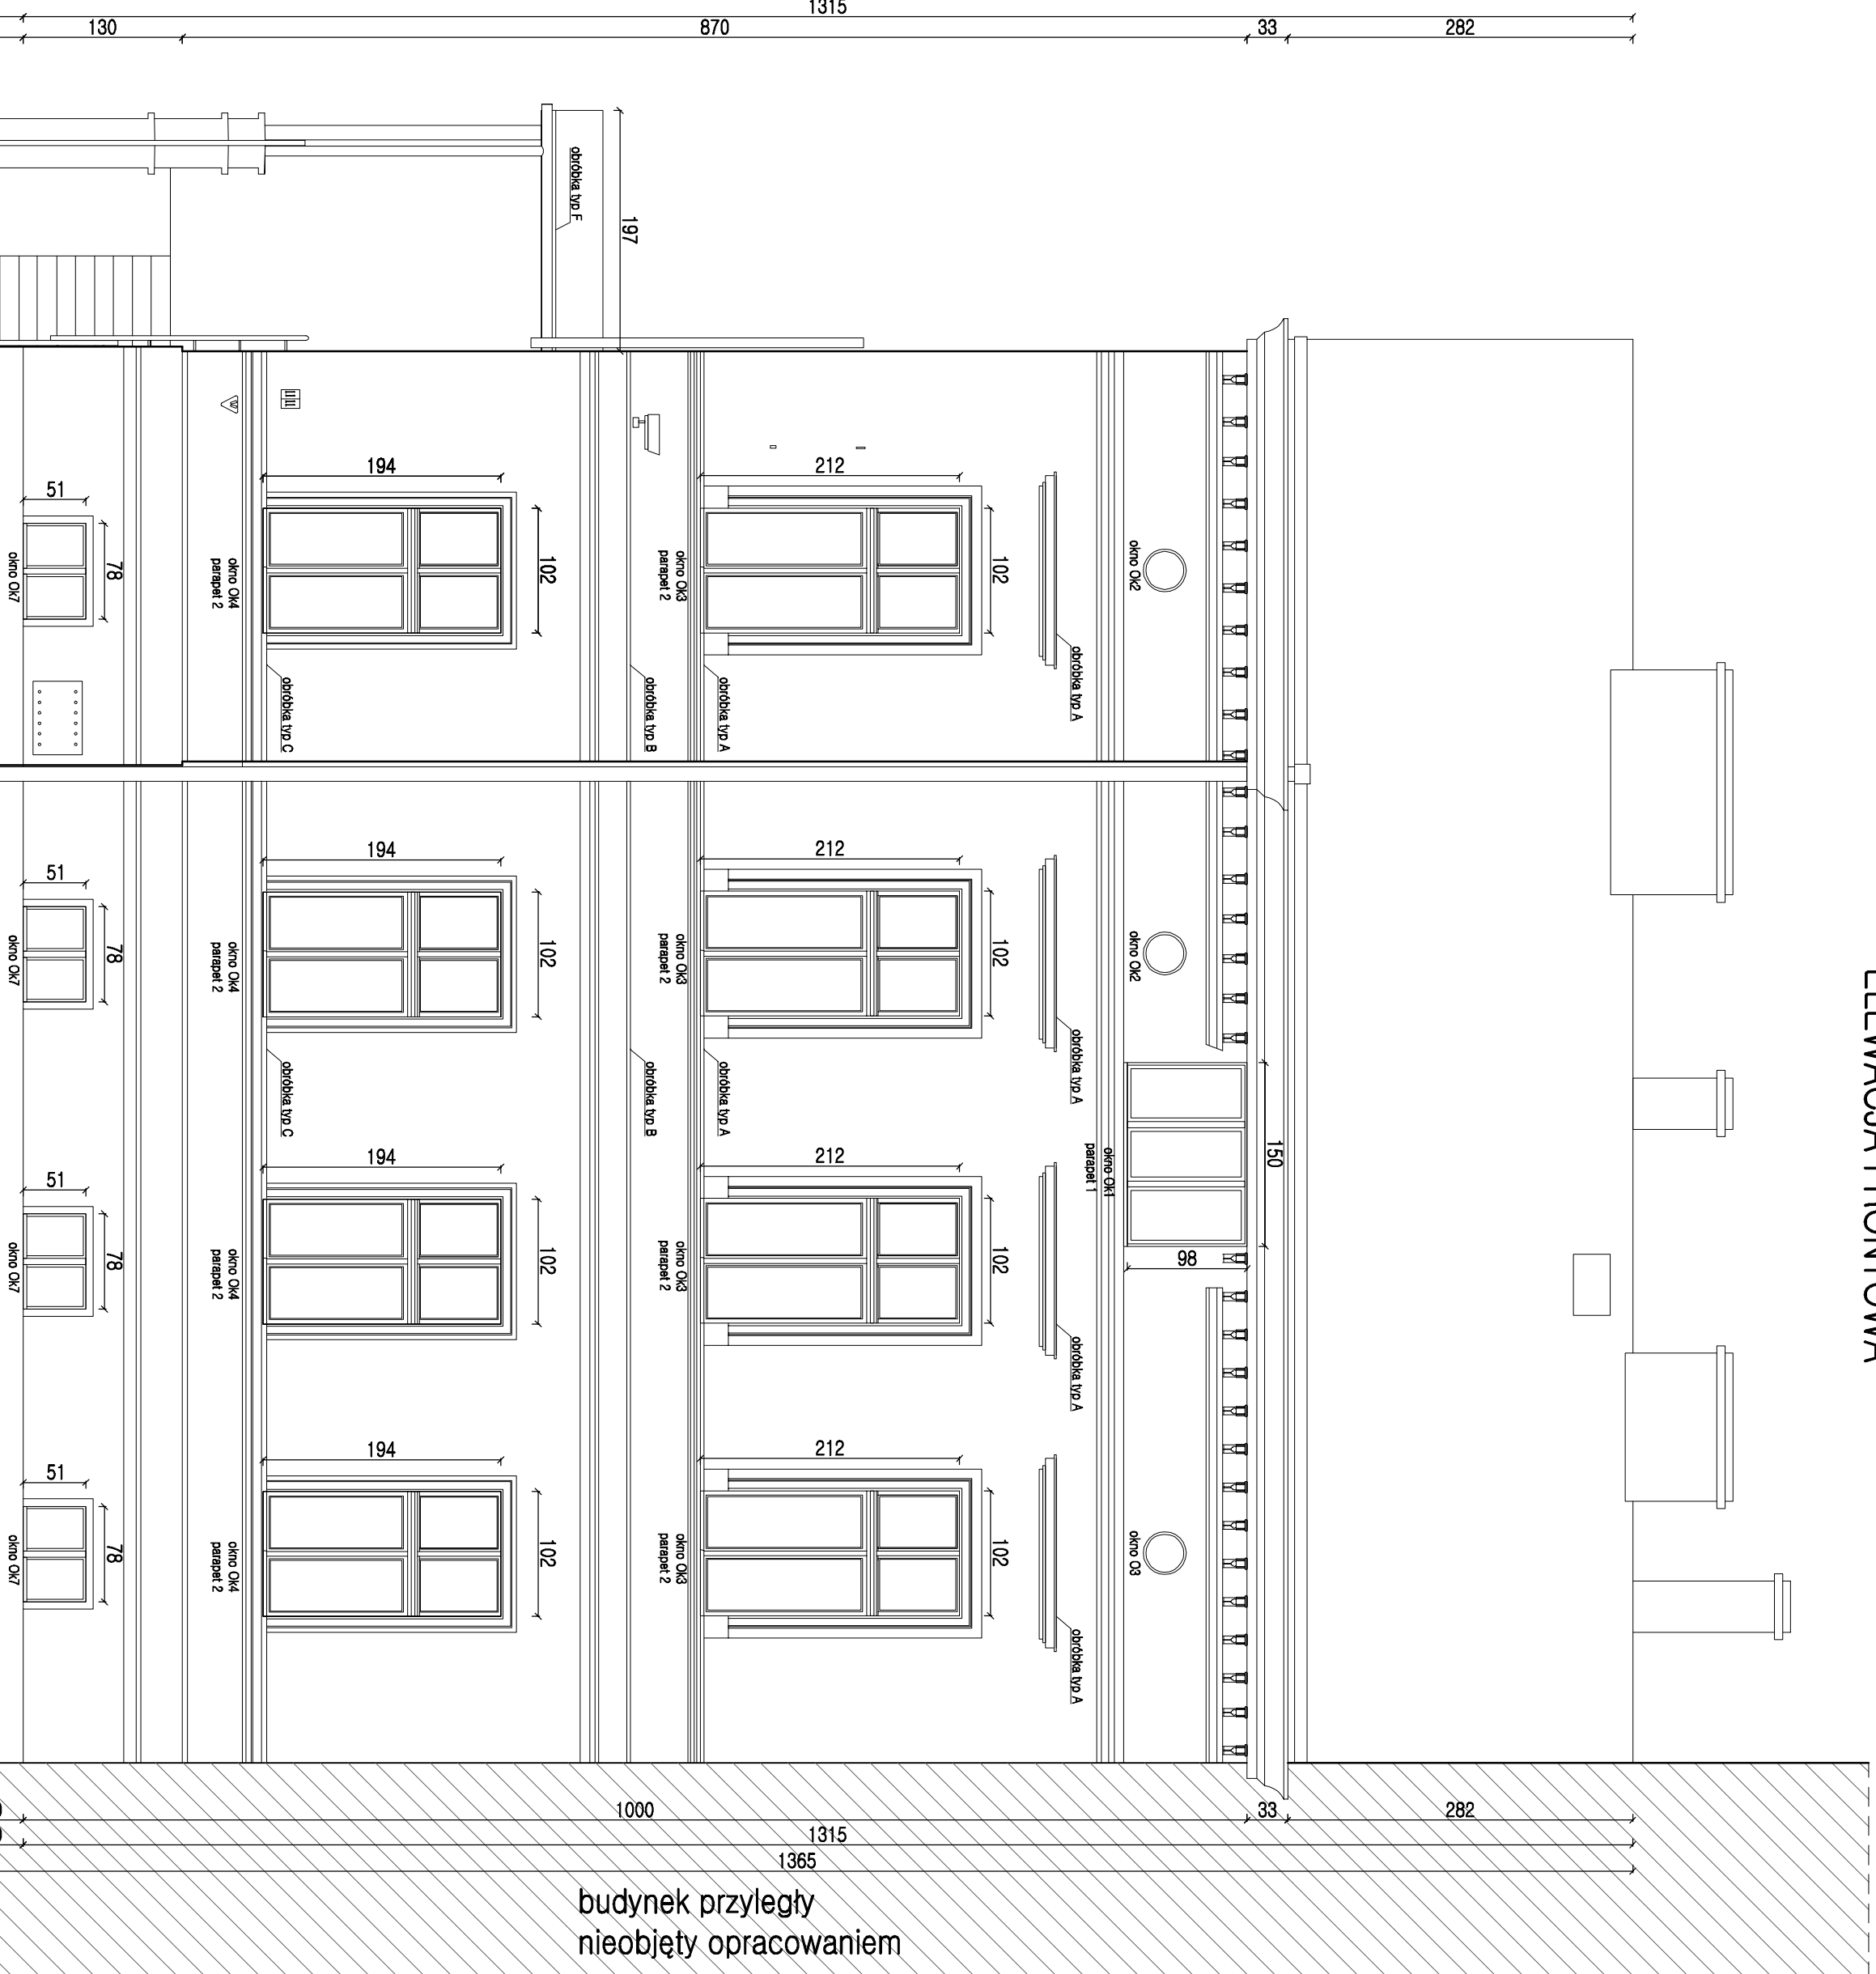 1315
130
870
33
282
obróbka typ F
197
194
212
51
102
102
78
okno Ok7
okno Ok4
parapet 2
okno Ok3
parapet 2
okno Ok2
obróbka typ A
obróbka typ C
obróbka typ B
obróbka typ A
51
194
212
78
102
102
okno Ok7
okno Ok4
parapet 2
okno Ok3
parapet 2
okno Ok2
obróbka typ A
obróbka typ C
obróbka typ B
obróbka typ A
150
okno Ok1
parapet 1
98
51
194
212
78
102
102
okno Ok7
okno Ok4
parapet 2
okno Ok3
parapet 2
obróbka typ A
51
194
212
78
102
102
okno Ok7
okno Ok4
parapet 2
okno Ok3
parapet 2
okno O3
obróbka typ A
ELEWACJA FRONTOWA
1000
33
282
1315
1365
budynek przyległy
nieobjęty opracowaniem